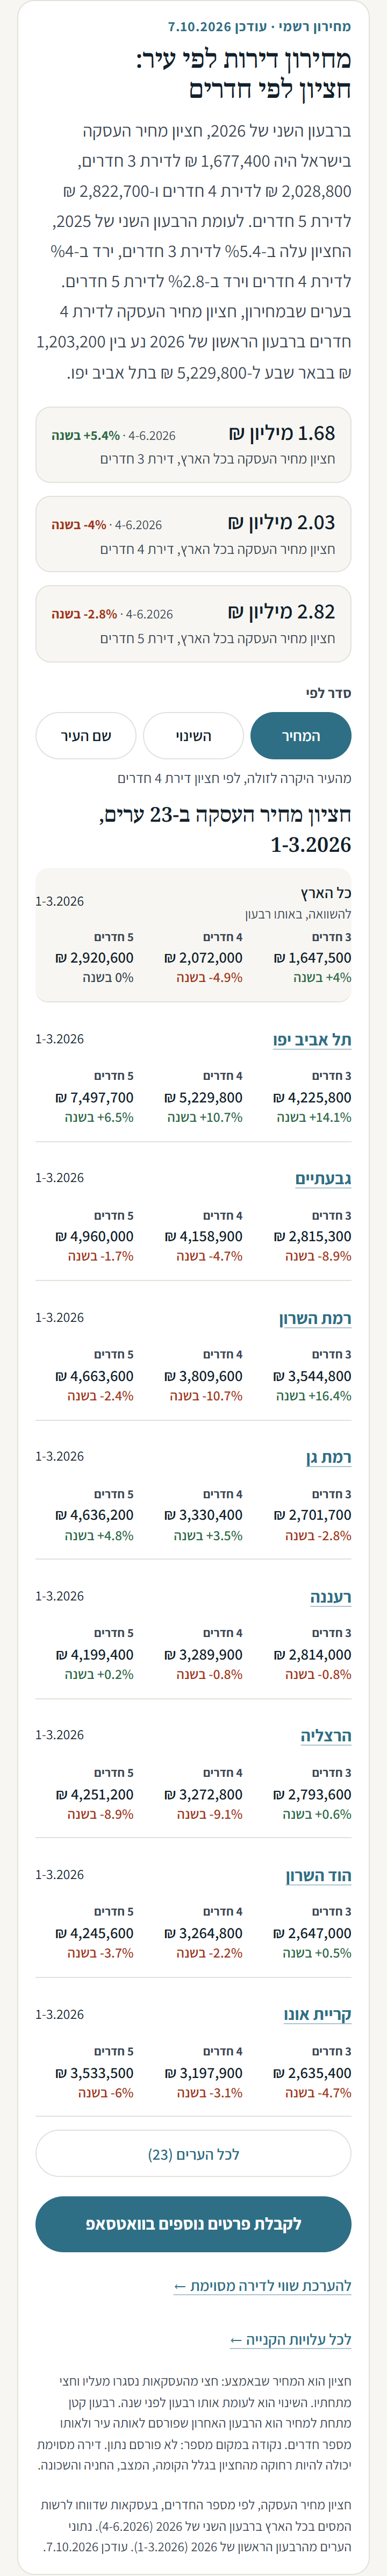 מחירון רשמי · עודכן 7.10.2026
מחירון דירות לפי עיר:
חציון לפי חדרים
ברבעון השני של 2026, חציון מחיר העסקה
בישראל היה 1,677,400 ₪ לדירת 3 חדרים,
2,028,800 ₪ לדירת 4 חדרים ו-2,822,700 ₪
לדירת 5 חדרים. לעומת הרבעון השני של 2025,
החציון עלה ב-5.4% לדירת 3 חדרים, ירד ב-4%
לדירת 4 חדרים וירד ב-2.8% לדירת 5 חדרים.
בערים שבמחירון, חציון מחיר העסקה לדירת 4
חדרים ברבעון הראשון של 2026 נע בין 1,203,200
₪ בבאר שבע ל-5,229,800 ₪ בתל אביב יפו.
1.68 מיליון ₪
4-6.2026 · +5.4% בשנה
חציון מחיר העסקה בכל הארץ, דירת 3 חדרים
2.03 מיליון ₪
4-6.2026 · -4% בשנה
חציון מחיר העסקה בכל הארץ, דירת 4 חדרים
2.82 מיליון ₪
4-6.2026 · -2.8% בשנה
חציון מחיר העסקה בכל הארץ, דירת 5 חדרים
סדר לפי
המחיר השינוי שם העיר
מהעיר היקרה לזולה, לפי חציון דירת 4 חדרים
חציון מחיר העסקה ב-23 ערים,
1-3.2026
כל הארץ 1-3.2026
להשוואה, באותו רבעון
3 חדרים 4 חדרים 5 חדרים
1,647,500 ₪ 2,072,000 ₪ 2,920,600 ₪
+4% בשנה -4.9% בשנה 0% בשנה
תל אביב יפו 1-3.2026
3 חדרים 4 חדרים 5 חדרים
4,225,800 ₪ 5,229,800 ₪ 7,497,700 ₪
+14.1% בשנה +10.7% בשנה +6.5% בשנה
גבעתיים 1-3.2026
3 חדרים 4 חדרים 5 חדרים
2,815,300 ₪ 4,158,900 ₪ 4,960,000 ₪
-8.9% בשנה -4.7% בשנה -1.7% בשנה
רמת השרון 1-3.2026
3 חדרים 4 חדרים 5 חדרים
3,544,800 ₪ 3,809,600 ₪ 4,663,600 ₪
+16.4% בשנה -10.7% בשנה -2.4% בשנה
רמת גן 1-3.2026
3 חדרים 4 חדרים 5 חדרים
2,701,700 ₪ 3,330,400 ₪ 4,636,200 ₪
-2.8% בשנה +3.5% בשנה +4.8% בשנה
רעננה 1-3.2026
3 חדרים 4 חדרים 5 חדרים
2,814,000 ₪ 3,289,900 ₪ 4,199,400 ₪
-0.8% בשנה -0.8% בשנה +0.2% בשנה
הרצליה 1-3.2026
3 חדרים 4 חדרים 5 חדרים
2,793,600 ₪ 3,272,800 ₪ 4,251,200 ₪
+0.6% בשנה -9.1% בשנה -8.9% בשנה
הוד השרון 1-3.2026
3 חדרים 4 חדרים 5 חדרים
2,647,000 ₪ 3,264,800 ₪ 4,245,600 ₪
+0.5% בשנה -2.2% בשנה -3.7% בשנה
קריית אונו 1-3.2026
3 חדרים 4 חדרים 5 חדרים
2,635,400 ₪ 3,197,900 ₪ 3,533,500 ₪
-4.7% בשנה -3.1% בשנה -6% בשנה
לכל הערים (23)
לקבלת פרטים נוספים בוואטסאפ
להערכת שווי לדירה מסוימת ←
לכל עלויות הקנייה ←
חציון הוא המחיר שבאמצע: חצי מהעסקאות נסגרו מעליו וחצי
מתחתיו. השינוי הוא לעומת אותו רבעון לפני שנה. רבעון קטן
מתחת למחיר הוא הרבעון האחרון שפורסם לאותה עיר ולאותו
מספר חדרים. נקודה במקום מספר: לא פורסם נתון. דירה מסוימת
יכולה להיות רחוקה מהחציון בגלל הקומה, המצב, החניה והשכונה.
חציון מחיר העסקה, לפי מספר החדרים, בעסקאות שדווחו לרשות
המסים בכל הארץ ברבעון השני של 2026 (4-6.2026). נתוני
הערים מהרבעון הראשון של 2026 (1-3.2026). עודכן 7.10.2026.